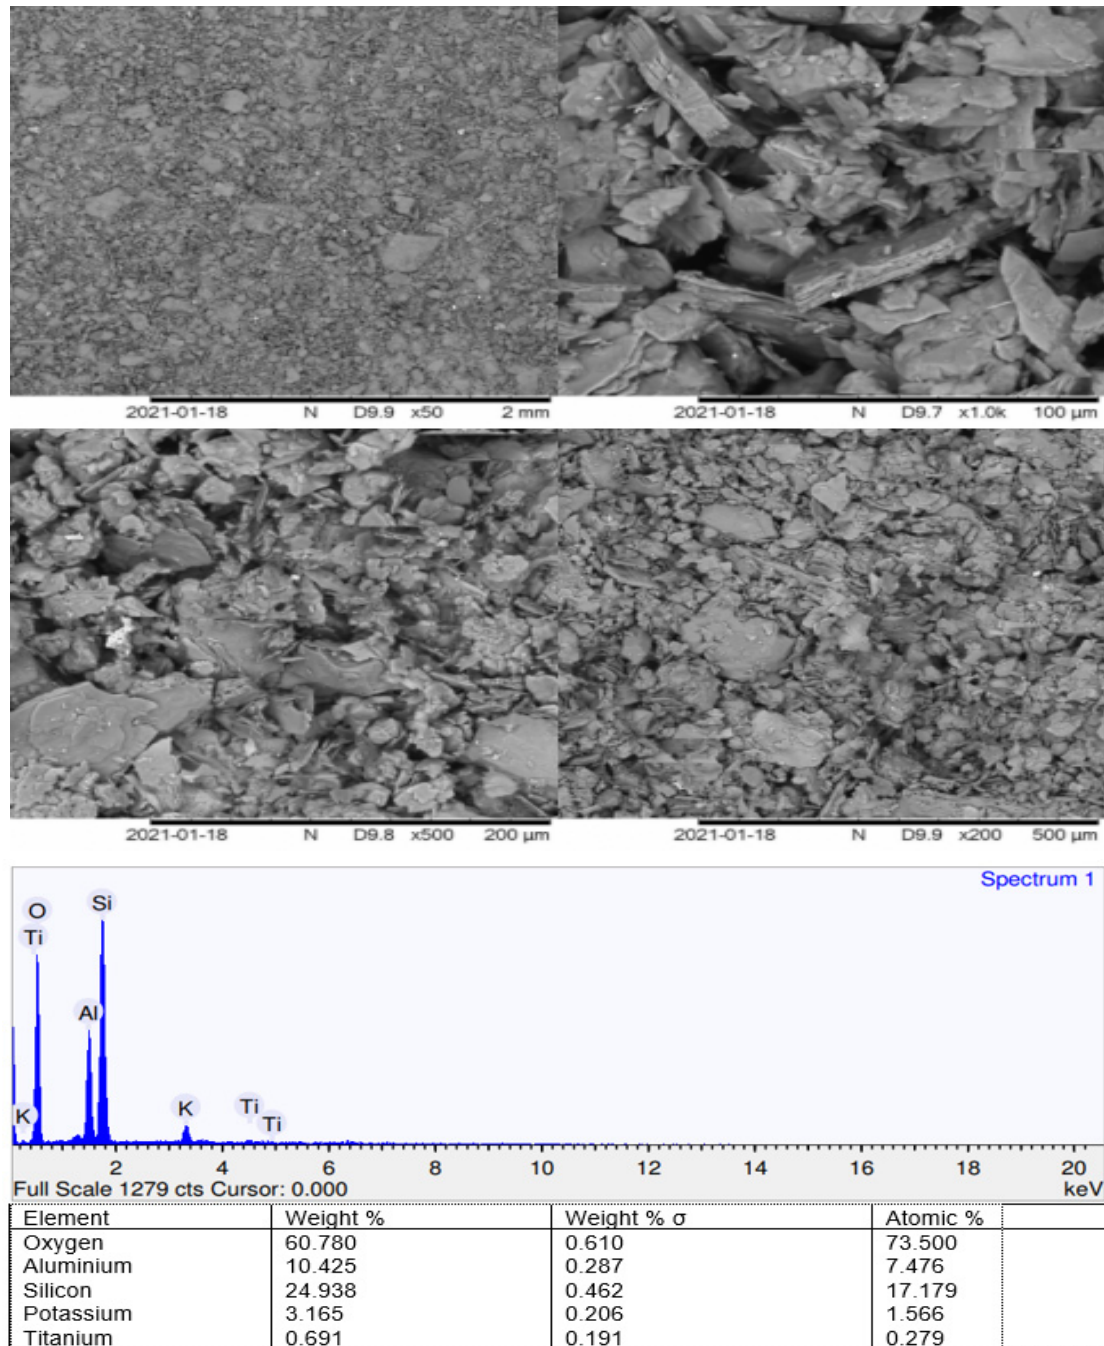 2021-01-18 N D9.9 x50 2 mm
2021-01-18 N D9.7 x1.0k 100 µm
2021-01-18 N D9.8 x500 200 µm
2021-01-18 N D9.9 x200 500 µm
Spectrum 1
O
Si
Ti
Al
K
K
Ti
Ti
2 4 6 8 10 12 14 16 18 20
Full Scale 1279 cts Cursor: 0.000 keV
Element Weight % Weight % σ Atomic %
Oxygen 60.780 0.610 73.500
Aluminium 10.425 0.287 7.476
Silicon 24.938 0.462 17.179
Potassium 3.165 0.206 1.566
Titanium 0.691 0.191 0.279